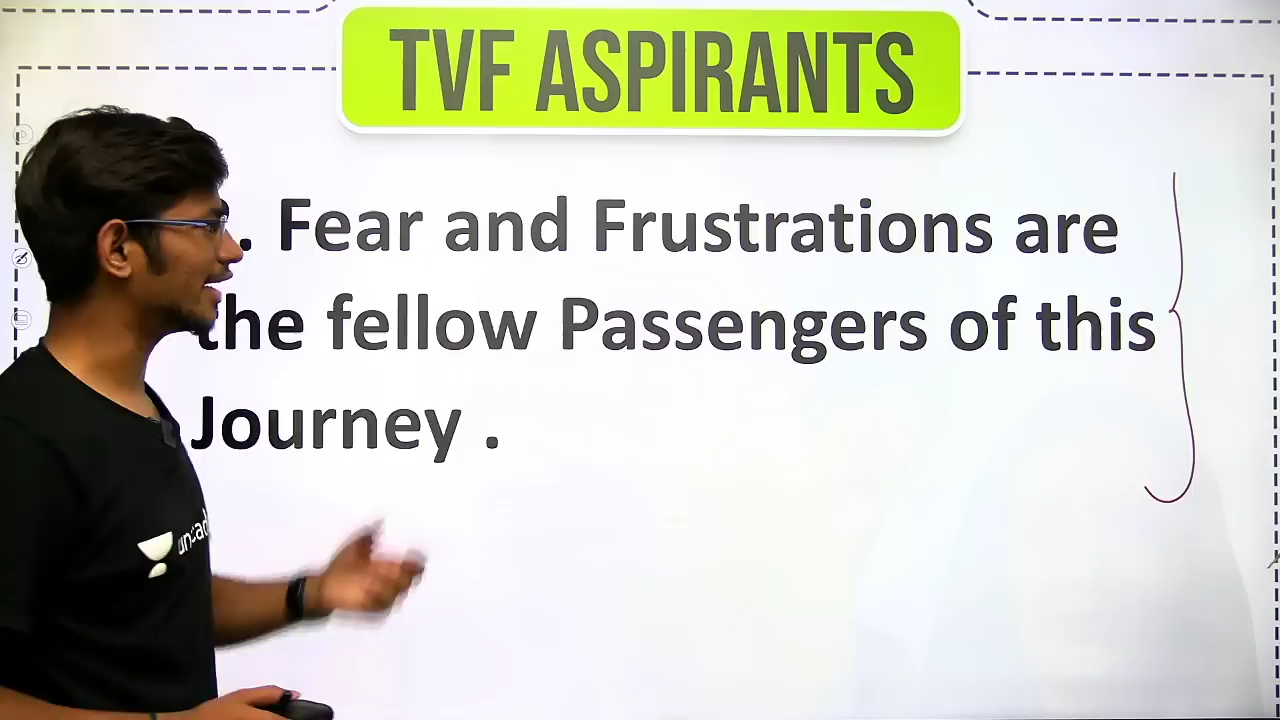 TVF ASPIRANTS
. Fear and Frustrations are
the fellow Passengers of this
Journey .